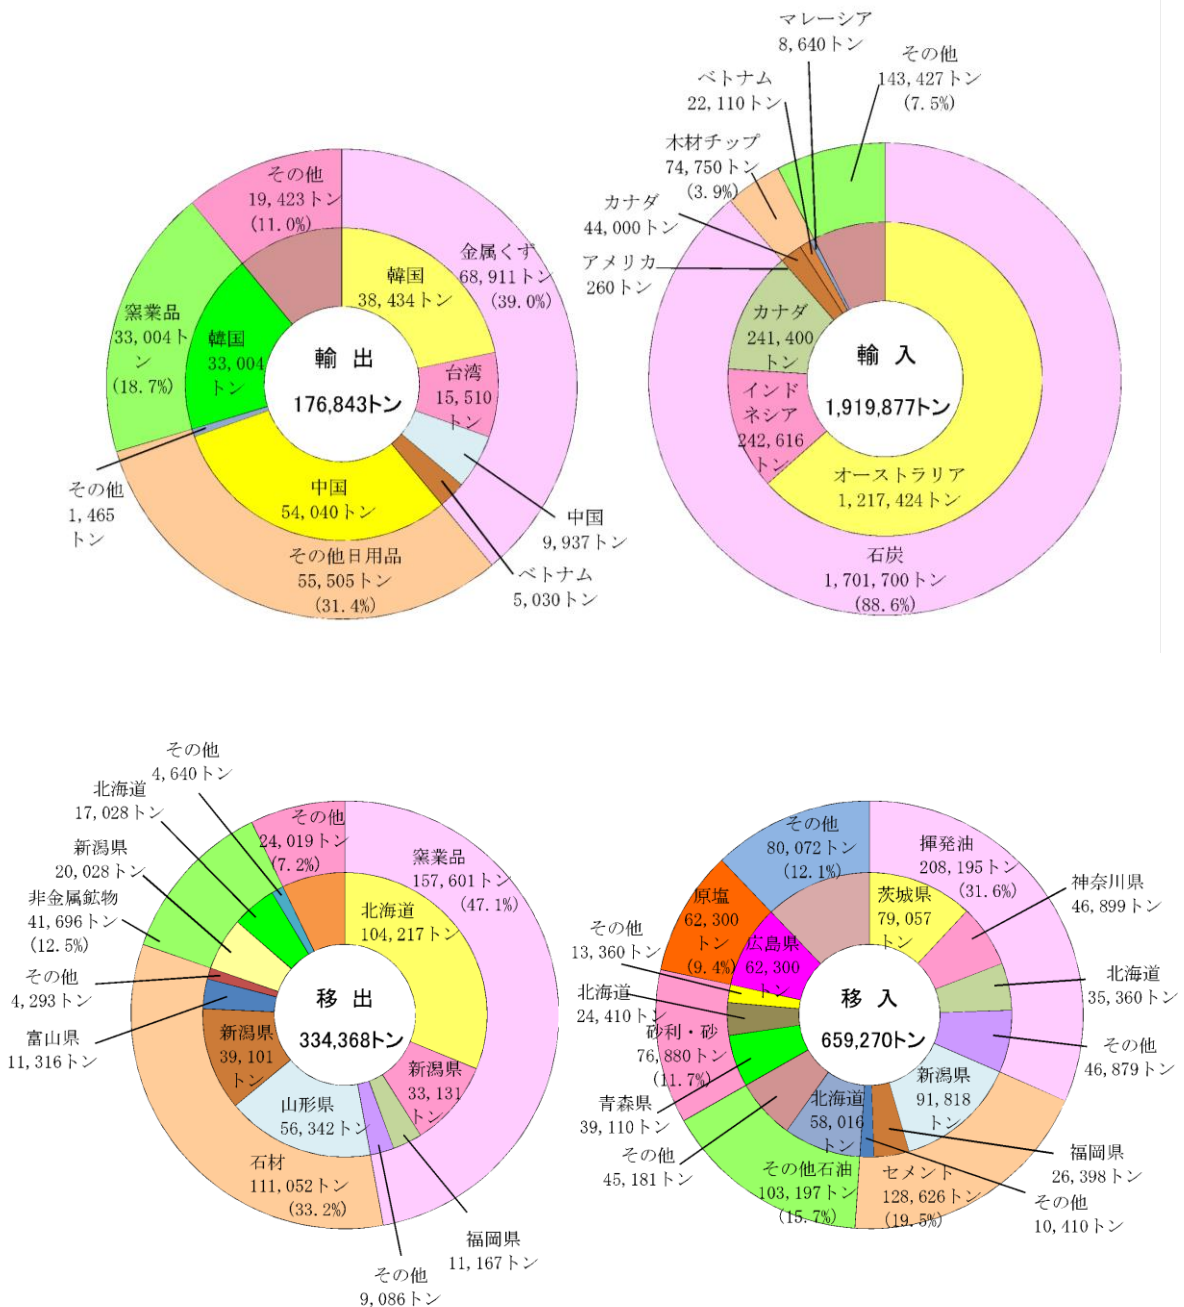 その他
19,423トン
(11.0%)
金属くず
68,911トン
(39.0%)
韓国
38,434トン
窯業品
33,004ト
ン
(18.7%)
韓国
33,004
トン
輸 出
176,843トン
台湾
15,510
トン
その他
1,465
トン
中国
54,040トン
中国
9,937トン
その他日用品
55,505トン
(31.4%)
ベトナム
5,030トン
マレーシア
8,640トン
その他
143,427トン
(7.5%)
ベトナム
22,110トン
木材チップ
74,750トン
(3.9%)
カナダ
44,000トン
アメリカ
260トン
カナダ
241,400
トン
輸 入
1,919,877トン
インド
ネシア
242,616
トン
オーストラリア
1,217,424トン
石炭
1,701,700トン
(88.6%)
その他
4,640トン
北海道
17,028トン
その他
24,019トン
(7.2%)
新潟県
20,028トン
窯業品
157,601トン
(47.1%)
非金属鉱物
41,696トン
(12.5%)
北海道
104,217トン
その他
4,293トン
移 出
334,368トン
富山県
11,316トン
新潟県
39,101
トン
新潟県
33,131
トン
山形県
56,342トン
石材
111,052トン
(33.2%)
福岡県
11,167トン
その他
9,086トン
その他
80,072トン
(12.1%)
揮発油
208,195トン
(31.6%)
神奈川県
46,899トン
原塩
62,300
トン
(9.4%)
茨城県
79,057
トン
その他
13,360トン
広島県
62,300
トン
北海道
35,360トン
北海道
24,410トン
移 入
659,270トン
砂利・砂
76,880トン
(11.7%)
その他
46,879トン
青森県
39,110トン
新潟県
91,818
トン
北海道
58,016
トン
その他
45,181トン
福岡県
26,398トン
その他石油
103,197トン
(15.7%)
セメント
128,626トン
(19.5%)
その他
10,410トン